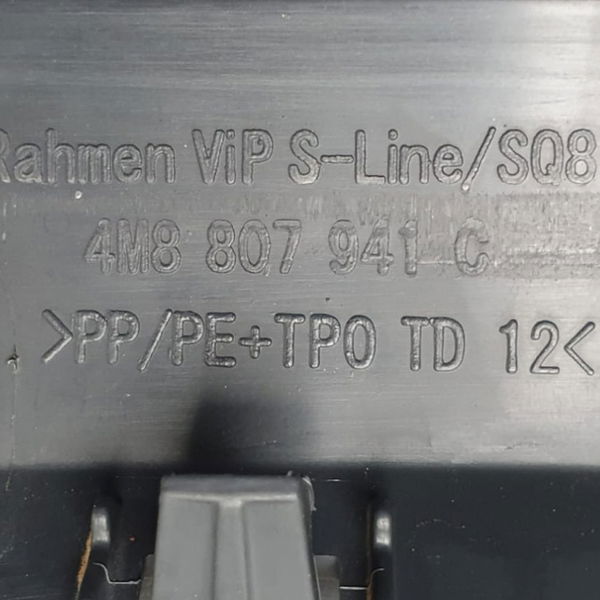 Rahmen ViP S-Line/SQ8
4M8 807 941 C
>PP/PE+TPO TD 12<